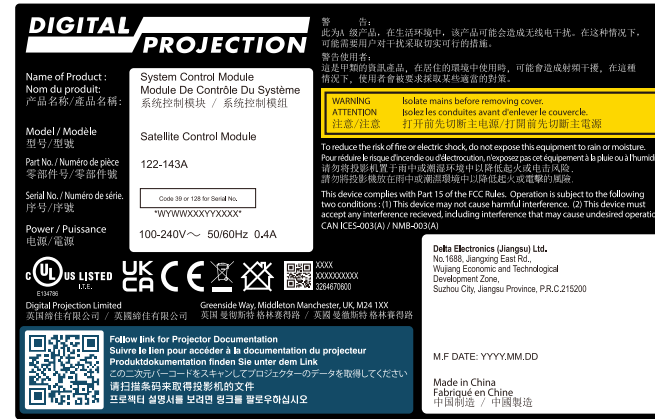 DIGITAL
PROJECTION
Name of Product :
Nom du produit:
产品名称/產品名稱:
System Control Module
Module De Contrôle Du Système
系统控制模块 / 系统控制模组
Model / Modèle
型号/型號
Satellite Control Module
Part No. / Numéro de pièce
零部件号/零部件號
122-143A
Serial No. / Numéro de série.
序号/序號
Code 39 or 128 for Serial No.
*WYWWXXXYYXXXX*
Power / Puissance
电源/電源
100-240V～ 50/60Hz 0.4A
c UL US LISTED
I.T.E.
E134786
UK
CA
CE
XXXX
XXXXXXXXXX
3264670600
Digital Projection Limited
英国缔佳有限公司 / 英國締佳有限公司
Greenside Way, Middleton Manchester, UK, M24 1XX
英国曼彻斯特格林赛得路 / 英國曼徹斯特格林賽得路
Follow link for Projector Documentation
Suivre le lien pour accéder à la documentation du projecteur
Produktdokumentation finden Sie unter dem Link
この二次元バーコードをスキャンしてプロジェクターのデータを取得してください
请扫描条码来取得投影机的文件
프로젝터 설명서를 보려면 링크를 팔로우하십시오
警 告:
此为A 级产品，在生活环境中，该产品可能会造成无线电干扰。在这种情况下，
可能需要用户对干扰采取切实可行的措施。
警告使用者:
這是甲類的資訊產品，在居住的環境中使用時，可能會造成射頻干擾，在這種
情況下，使用者會被要求採取某些適當的對策。
WARNING Isolate mains before removing cover.
ATTENTION Isolez les conduites avant d'enlever le couvercle.
注意/注意 打开前先切断主电源/打開前先切斷主電源
To reduce the risk of fire or electric shock, do not expose this equipment to rain or moisture.
Pour réduire le risque d'incendie ou d'électrocution, n'exposez pas cet équipement à la pluie ou à l'humidi
请勿将投影机置于雨中或潮湿环境中以降低起火或电击风险.
請勿將投影機放在雨中或潮濕環境中以降低起火或電擊的風險.
This device complies with Part 15 of the FCC Rules. Operation is subject to the following
two conditions : (1) This device may not cause harmful interference. (2) This device must
accept any interference recieved, including interference that may cause undesired operatic
CAN ICES-003(A) / NMB-003(A)
Delta Electronics (Jiangsu) Ltd.
No.1688, Jiangxing East Rd.,
Wujiang Economic and Technological
Development Zone,
Suzhou City, Jiangsu Province, P.R.C.215200
M.F DATE: YYYY.MM.DD
Made in China
Fabriqué en Chine
中国制造 / 中國製造